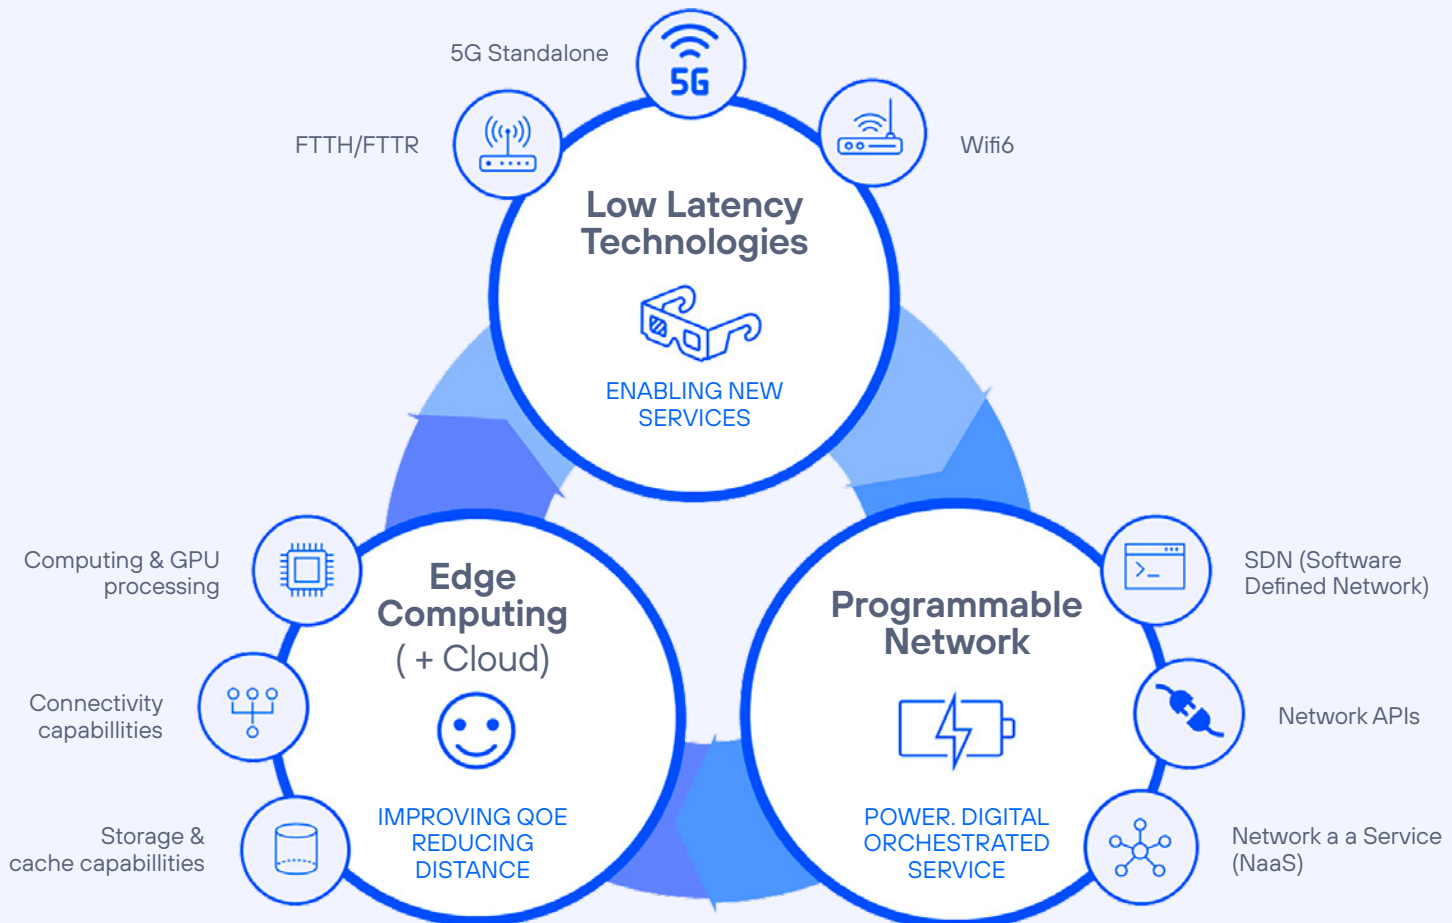 5G Standalone
5G
FTTH/FTTR
Wifi6
Low Latency
Technologies
ENABLING NEW
SERVICES
Computing & GPU
processing
Connectivity
capabillities
Storage &
cache capabillities
Edge
Computing
( + Cloud)
IMPROVING QOE
REDUCING
DISTANCE
Programmable
Network
POWER. DIGITAL
ORCHESTRATED
SERVICE
SDN (Software
Defined Network)
Network APIs
Network a a Service
(NaaS)